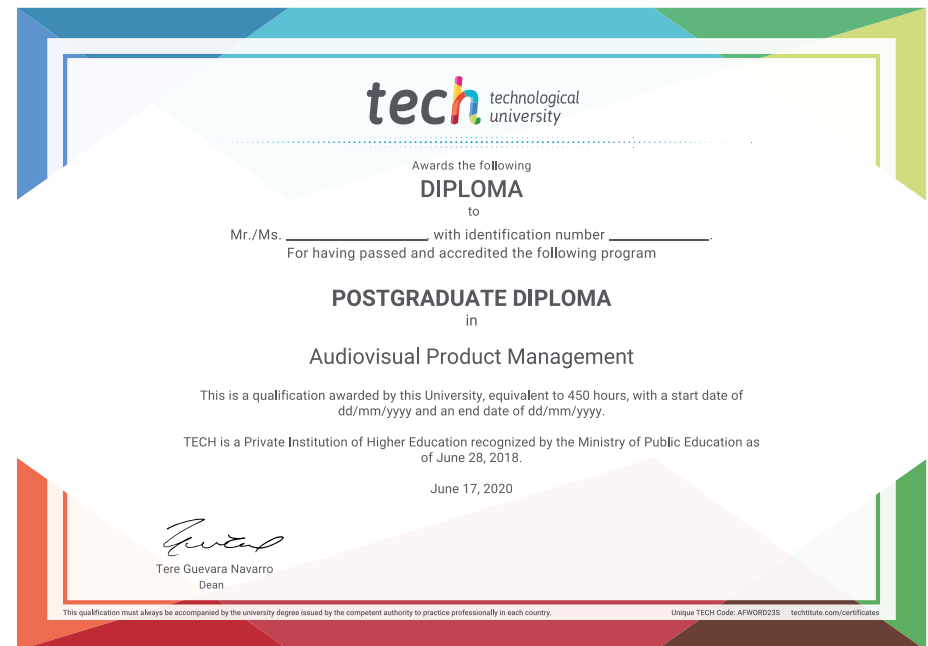 tech technological
university
Awards the following
DIPLOMA
to
Mr./Ms. ____________________, with identification number ______________.
For having passed and accredited the following program
POSTGRADUATE DIPLOMA
in
Audiovisual Product Management
This is a qualification awarded by this University, equivalent to 450 hours, with a start date of
dd/mm/yyyy and an end date of dd/mm/yyyy.
TECH is a Private Institution of Higher Education recognized by the Ministry of Public Education as
of June 28, 2018.
June 17, 2020
Tere Guevara Navarro
Dean
This qualification must always be accompanied by the university degree issued by the competent authority to practice professionally in each country.
Unique TECH Code: AFWORD23S techtitute.com/certificates